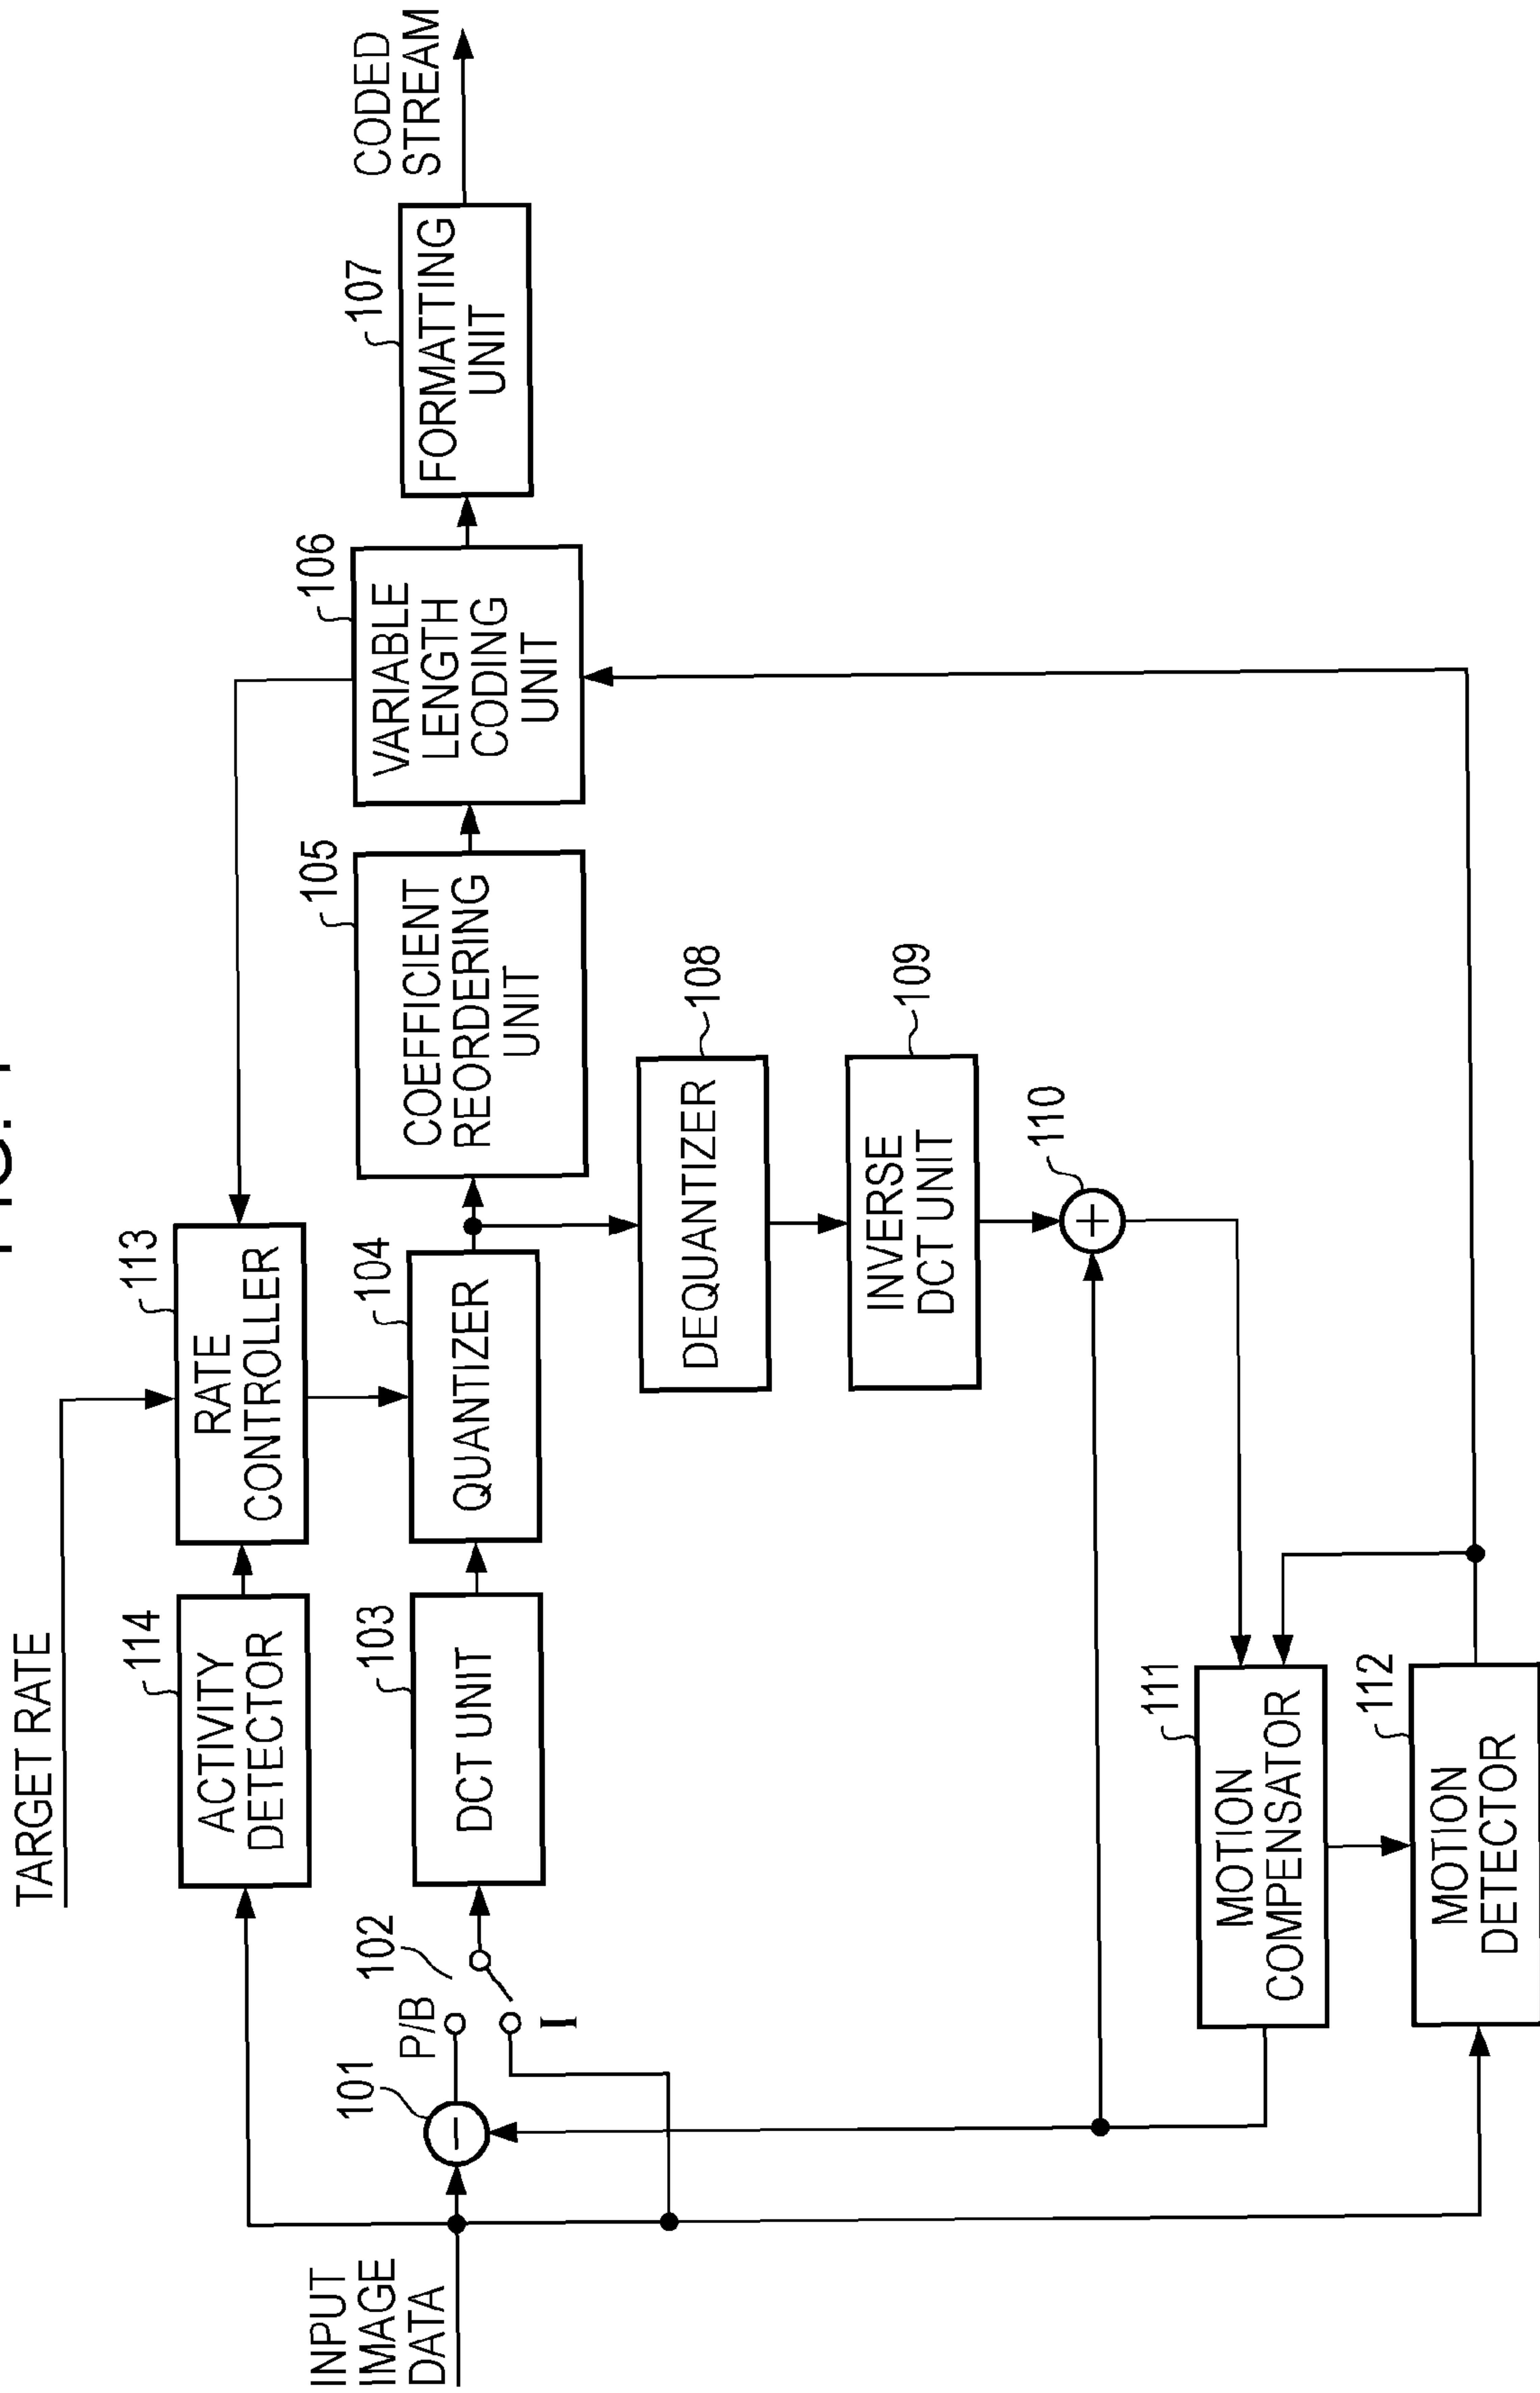 TARGET RATE
114
ACTIVITY
DETECTOR
113
RATE
CONTROLLER
INPUT
IMAGE
DATA
101
P/B
102
I
103
DCT UNIT
104
QUANTIZER
105
COEFFICIENT
REORDERING
UNIT
106
VARIABLE
LENGTH
CODING
UNIT
107
FORMATTING
UNIT
CODED
STREAM
DEQUANTIZER
108
INVERSE
DCT UNIT
109
110
111
MOTION
COMPENSATOR
112
MOTION
DETECTOR